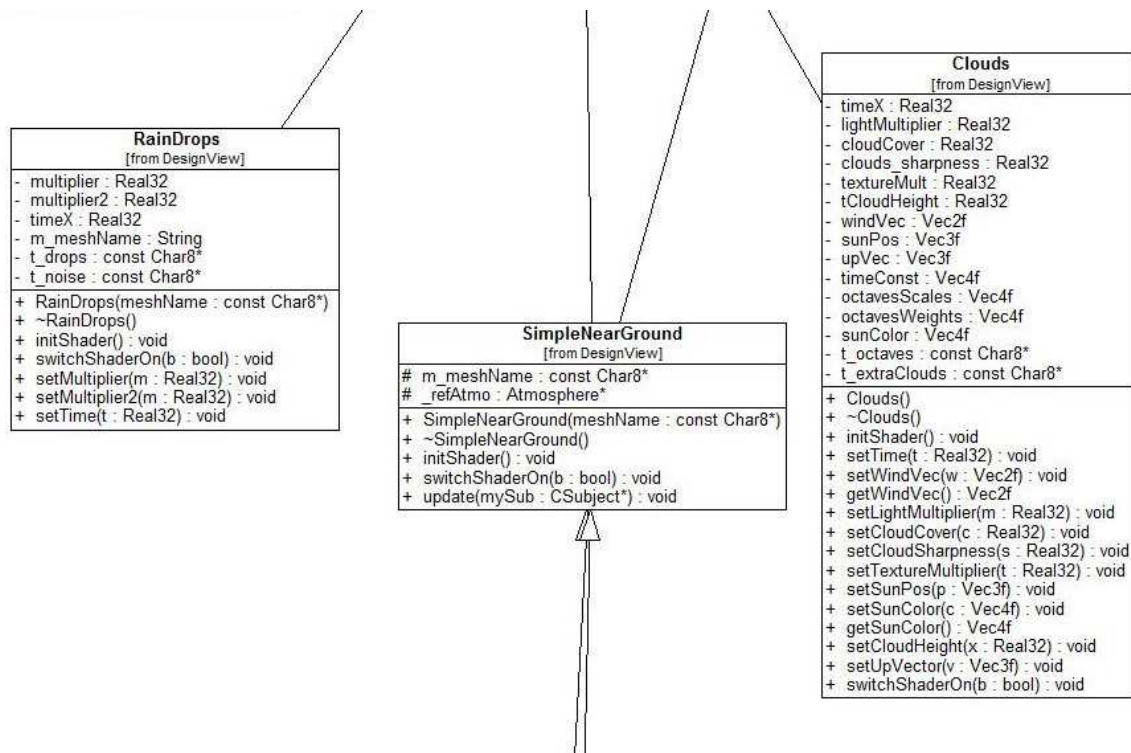 RainDrops
[from DesignView]
- multiplier : Real32
- multiplier2 : Real32
- timeX : Real32
- m_meshName : String
- t_drops : const Char8*
- t_noise : const Char8*
+ RainDrops(meshName : const Char8*)
+ ~RainDrops()
+ initShader() : void
+ switchShaderOn(b : bool) : void
+ setMultiplier(m : Real32) : void
+ setMultiplier2(m : Real32) : void
+ setTime(t : Real32) : void
SimpleNearGround
[from DesignView]
# m_meshName : const Char8*
# _refAtmo : Atmosphere*
+ SimpleNearGround(meshName : const Char8*)
+ ~SimpleNearGround()
+ initShader() : void
+ switchShaderOn(b : bool) : void
+ update(mySub : CSubject*) : void
Clouds
[from DesignView]
- timeX : Real32
- lightMultiplier : Real32
- cloudCover : Real32
- clouds_sharpness : Real32
- textureMult : Real32
- tCloudHeight : Real32
- windVec : Vec2f
- sunPos : Vec3f
- upVec : Vec3f
- timeConst : Vec4f
- octavesScales : Vec4f
- octavesWeights : Vec4f
- sunColor : Vec4f
- t_octaves : const Char8*
- t_extraClouds : const Char8*
+ Clouds()
+ ~Clouds()
+ initShader() : void
+ setTime(t : Real32) : void
+ setWindVec(w : Vec2f) : void
+ getWindVec() : Vec2f
+ setLightMultiplier(m : Real32) : void
+ setCloudCover(c : Real32) : void
+ setCloudSharpness(s : Real32) : void
+ setTextureMultiplier(t : Real32) : void
+ setSunPos(p : Vec3f) : void
+ setSunColor(c : Vec4f) : void
+ getSunColor() : Vec4f
+ setCloudHeight(x : Real32) : void
+ setUpVector(v : Vec3f) : void
+ switchShaderOn(b : bool) : void